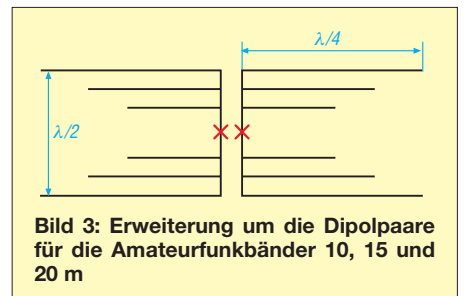 λ/4
λ/2
Bild 3: Erweiterung um die Dipolpaare
für die Amateurfunkbänder 10, 15 und
20 m